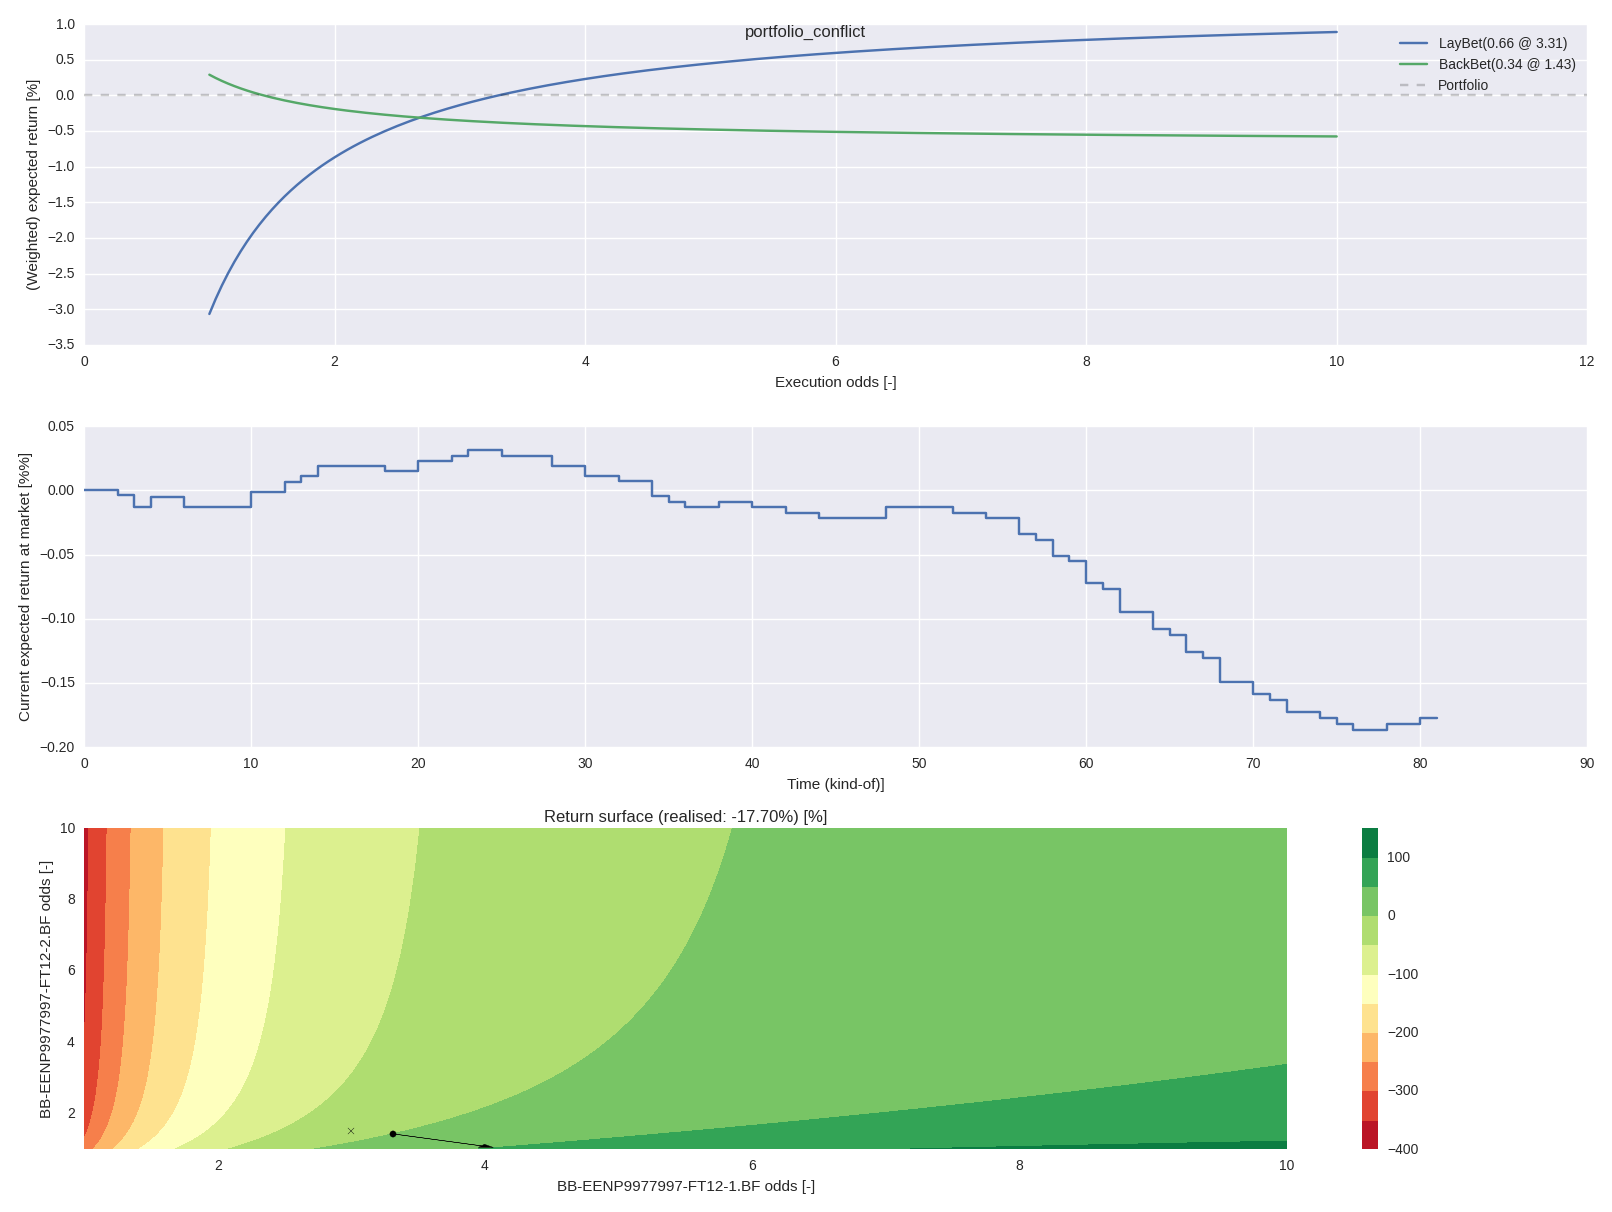 portfolio_conflict
LayBet(0.66 @ 3.31)
BackBet(0.34 @ 1.43)
Portfolio
(Weighted) expected return [%]
1.0
0.5
0.0
−0.5
−1.0
−1.5
−2.0
−2.5
−3.0
−3.5
0 2 4 6 8 10 12
Execution odds [-]
Current expected return at market [%%]
0.05
0.00
−0.05
−0.10
−0.15
−0.20
0 10 20 30 40 50 60 70 80 90
Time (kind-of)]
Return surface (realised: -17.70%) [%]
BB-EENP9977997-FT12-2.BF odds [-]
10
8
6
4
2
2 4 6 8 10
BB-EENP9977997-FT12-1.BF odds [-]
100
0
−100
−200
−300
−400